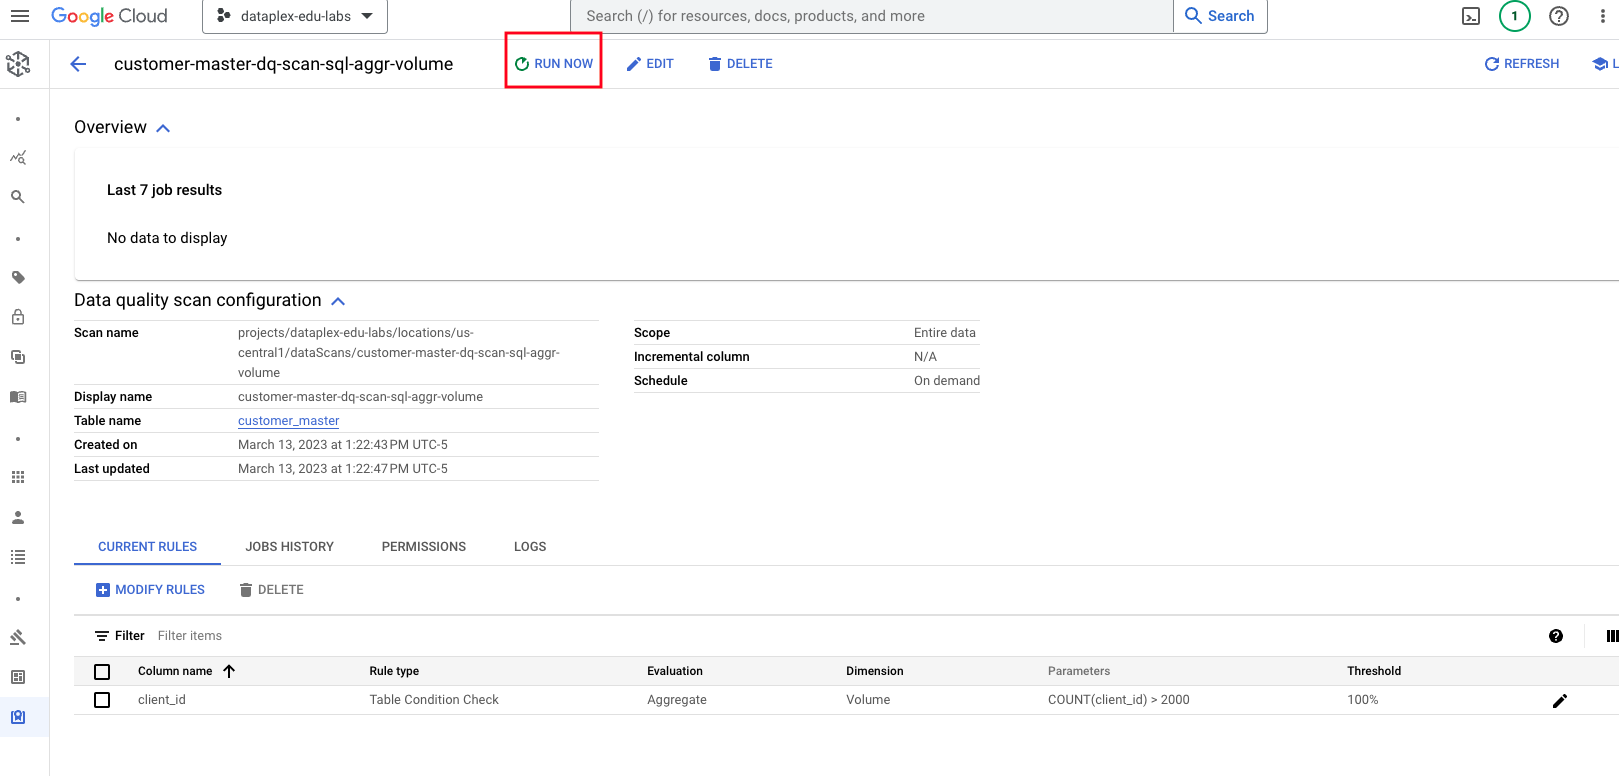 Google Cloud
dataplex-edu-labs
Search (/) for resources, docs, products, and more
Search
1
customer-master-dq-scan-sql-aggr-volume
RUN NOW
EDIT
DELETE
REFRESH
L
Overview
Last 7 job results
No data to display
Data quality scan configuration
Scan name
projects/dataplex-edu-labs/locations/us-
central1/dataScans/customer-master-dq-scan-sql-aggr-
volume
Display name
customer-master-dq-scan-sql-aggr-volume
Table name
customer_master
Created on
March 13, 2023 at 1:22:43 PM UTC-5
Last updated
March 13, 2023 at 1:22:47 PM UTC-5
Scope
Entire data
Incremental column
N/A
Schedule
On demand
CURRENT RULES
JOBS HISTORY
PERMISSIONS
LOGS
MODIFY RULES
DELETE
Filter
Filter items
Column name
Rule type
Evaluation
Dimension
Parameters
Threshold
client_id
Table Condition Check
Aggregate
Volume
COUNT(client_id) > 2000
100%